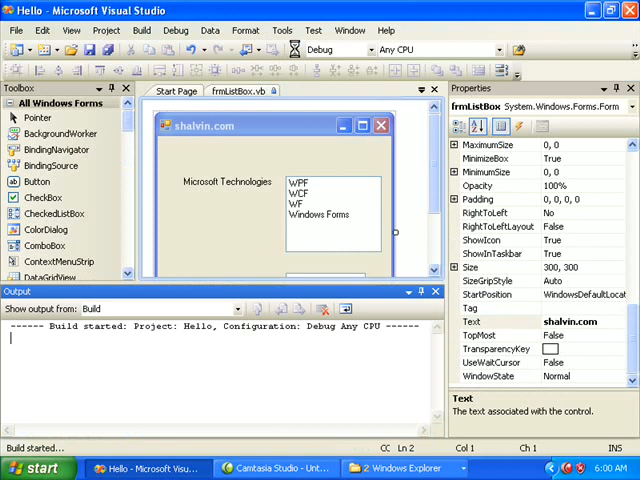 Hello - Microsoft Visual Studio
File Edit View Project Build Debug Data Format Tools Test Window Help
Debug Any CPU
Toolbox
All Windows Forms
Pointer
BackgroundWorker
BindingNavigator
BindingSource
Button
CheckBox
CheckedListBox
ColorDialog
ComboBox
ContextMenuStrip
DataGridView
Start Page frmListBox.vb
shalvin.com
Microsoft Technologies
WPF
WCF
WF
Windows Forms
Properties
frmListBox System.Windows.Forms.Form
MaximumSize 0, 0
MinimizeBox True
MinimumSize 0, 0
Opacity 100%
Padding 0, 0, 0, 0
RightToLeft No
RightToLeftLayout False
ShowIcon True
ShowInTaskbar True
Size 300, 300
SizeGripStyle Auto
StartPosition WindowsDefaultLocat
Tag
Text shalvin.com
TopMost False
TransparencyKey
UseWaitCursor False
WindowState Normal
Text
The text associated with the control.
Output
Show output from: Build
------ Build started: Project: Hello, Configuration: Debug Any CPU ------
Build started... CC Ln 2 Col 1 Ch 1 INS
start Hello - Microsoft Visu... Camtasia Studio - Unt... 2 Windows Explorer 6:00 AM